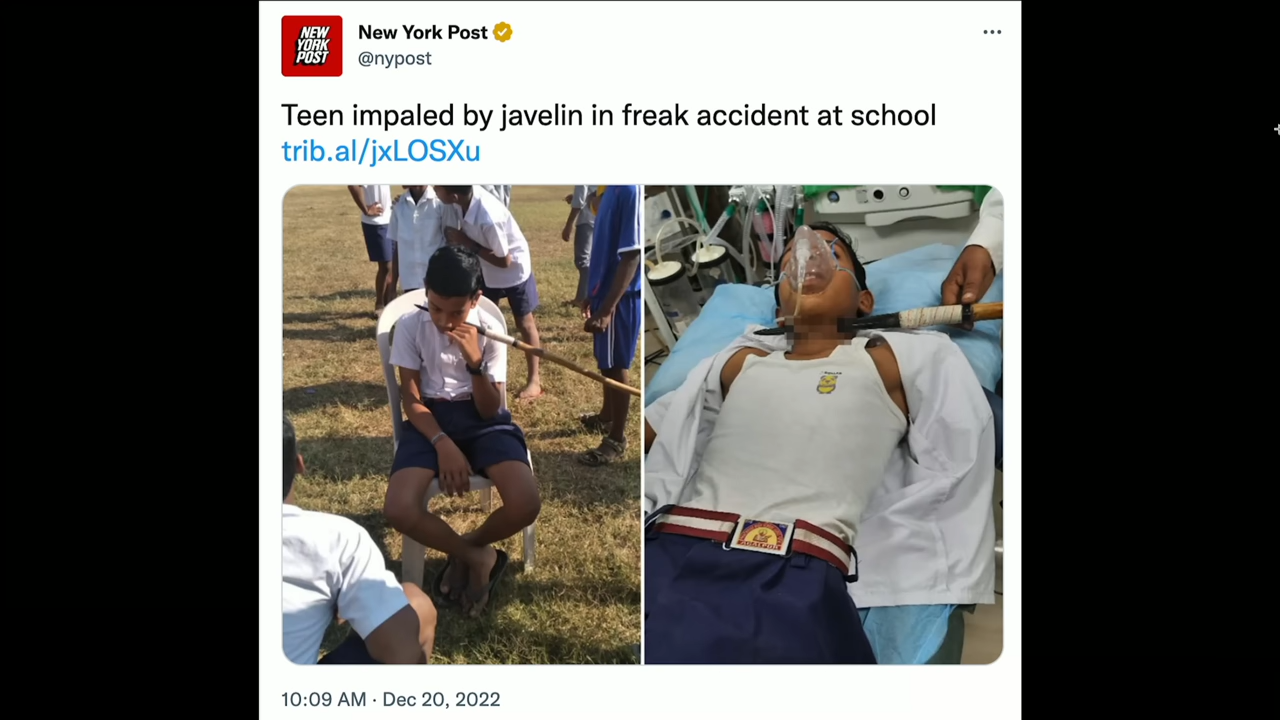 NEW
YORK
POST
New York Post
@nypost
Teen impaled by javelin in freak accident at school
trib.al/jxLOSXu
10:09 AM · Dec 20, 2022